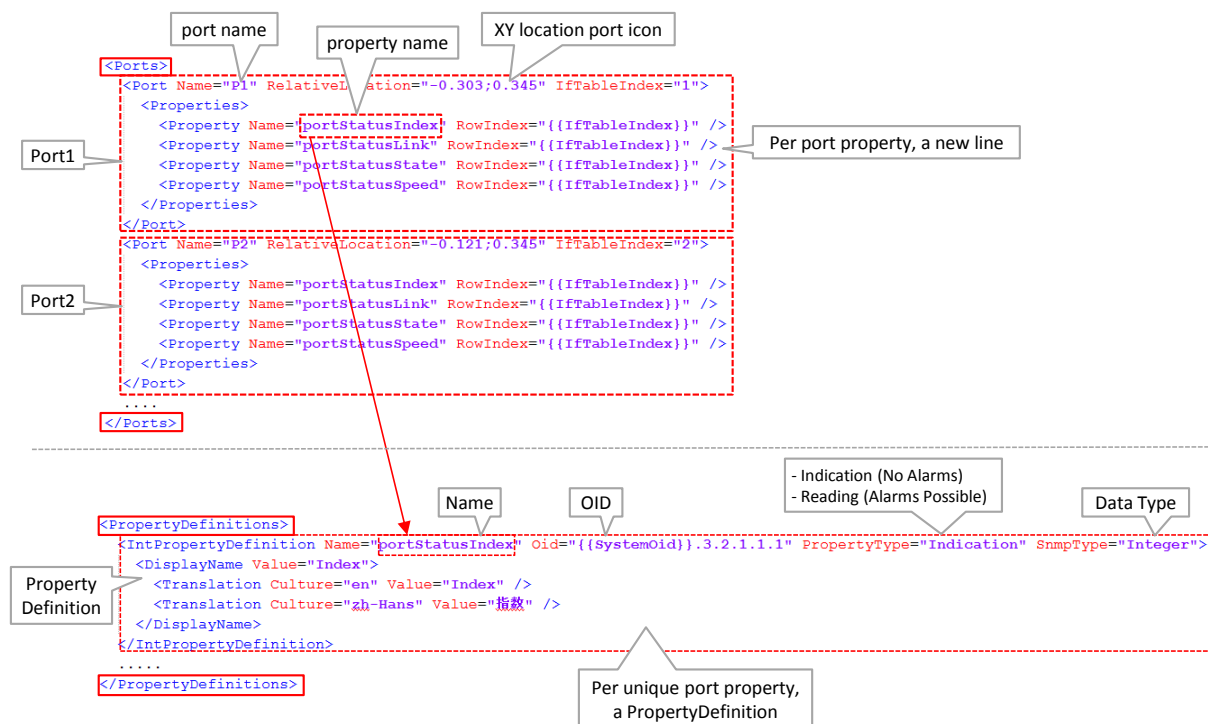 port name
property name
XY location port icon
<Ports>
<Port Name="P1" RelativeLocation="-0.303;0.345" IfTableIndex="1">
<Properties>
<Property Name="portStatusIndex" RowIndex="{{IfTableIndex}}" />
<Property Name="portStatusLink" RowIndex="{{IfTableIndex}}" />
<Property Name="portStatusState" RowIndex="{{IfTableIndex}}" />
<Property Name="portStatusSpeed" RowIndex="{{IfTableIndex}}" />
</Properties>
</Port>
Port1
Per port property, a new line
<Port Name="P2" RelativeLocation="-0.121;0.345" IfTableIndex="2">
<Properties>
<Property Name="portStatusIndex" RowIndex="{{IfTableIndex}}" />
<Property Name="portStatusLink" RowIndex="{{IfTableIndex}}" />
<Property Name="portStatusState" RowIndex="{{IfTableIndex}}" />
<Property Name="portStatusSpeed" RowIndex="{{IfTableIndex}}" />
</Properties>
</Port>
Port2
....
</Ports>
- Indication (No Alarms)
- Reading (Alarms Possible)
Name
OID
Data Type
<PropertyDefinitions>
<IntPropertyDefinition Name="portStatusIndex" Oid="{{SystemOid}}.3.2.1.1.1" PropertyType="Indication" SnmpType="Integer">
<DisplayName Value="Index">
<Translation Culture="en" Value="Index" />
<Translation Culture="zh-Hans" Value="指数" />
</DisplayName>
</IntPropertyDefinition>
Property
Definition
.....
</PropertyDefinitions>
Per unique port property,
a PropertyDefinition